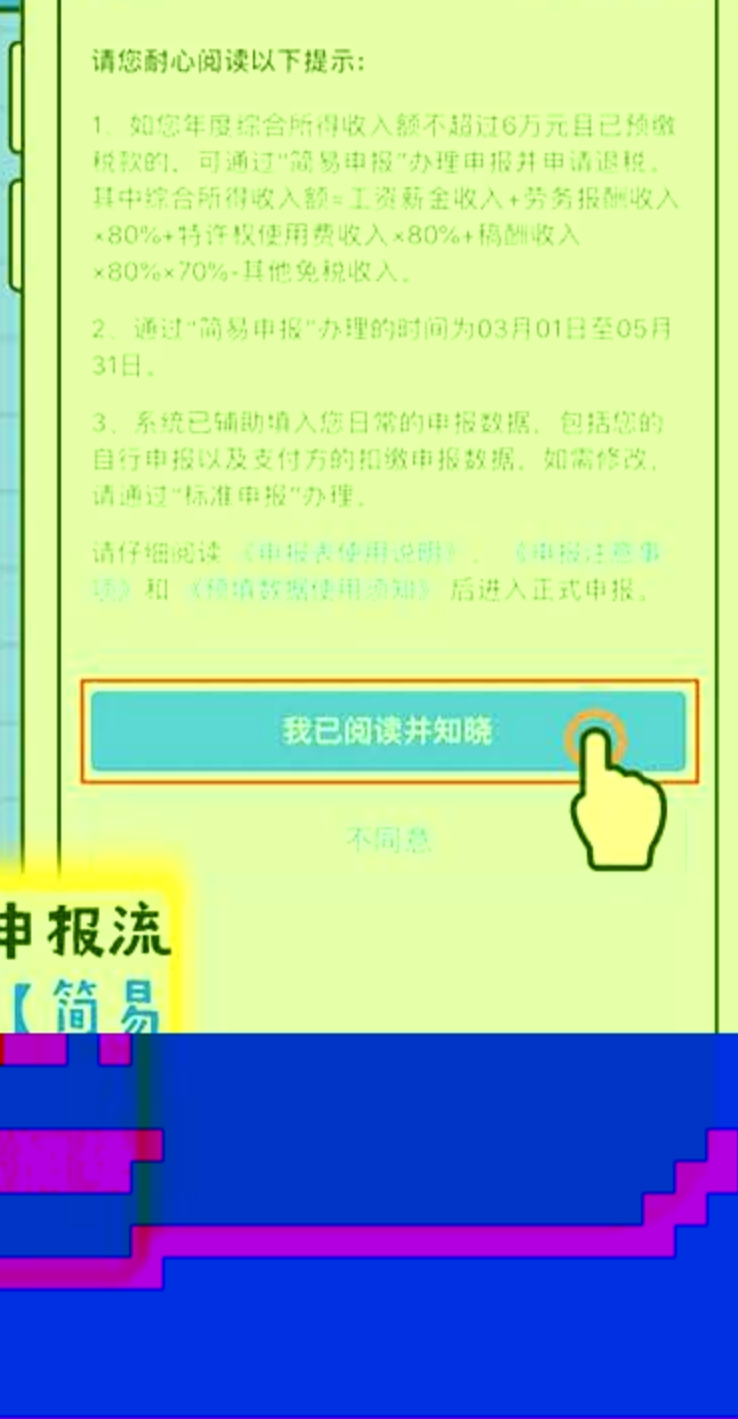 请您耐心阅读以下提示:
1、如您年度综合所得收入额不超过6万元且已预缴
税款的，可通过“简易申报”办理申报并申请退税。
其中综合所得收入额=工资薪金收入+劳务报酬收入
×80%+特许权使用费收入×80%+稿酬收入
×80%×70%-其他免税收入。
2、通过“简易申报”办理的时间为03月01日至05月
31日。
3、系统已辅助填入您日常的申报数据，包括您的
自行申报以及支付方的扣缴申报数据，如需修改，
请通过“标准申报”办理。
请仔细阅读《申报表使用说明》、《申报注意事
项》和《预填数据使用须知》后进入正式申报。
我已阅读并知晓
不同意
申报流
【简易